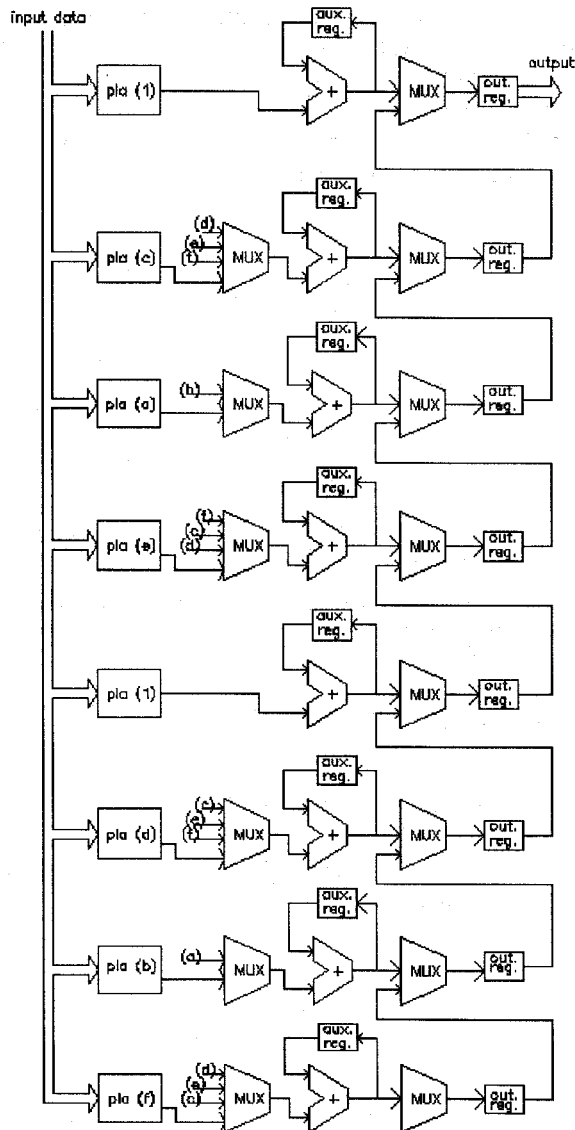 input data
aux.
reg.
output
pla (1)
+
MUX
out.
reg.
aux.
reg.
(d)
(e)
(f)
pla (c)
MUX
+
MUX
out.
reg.
aux.
reg.
(b)
pla (a)
MUX
+
MUX
out.
reg.
aux.
reg.
(f)
(c)
(d)
pla (e)
MUX
+
MUX
out.
reg.
aux.
reg.
pla (1)
+
MUX
out.
reg.
aux.
reg.
(c)
(e)
(f)
pla (d)
MUX
+
MUX
out.
reg.
aux.
reg.
(a)
pla (b)
MUX
+
MUX
out.
reg.
aux.
reg.
(d)
(e)
(c)
pla (f)
MUX
+
MUX
out.
reg.